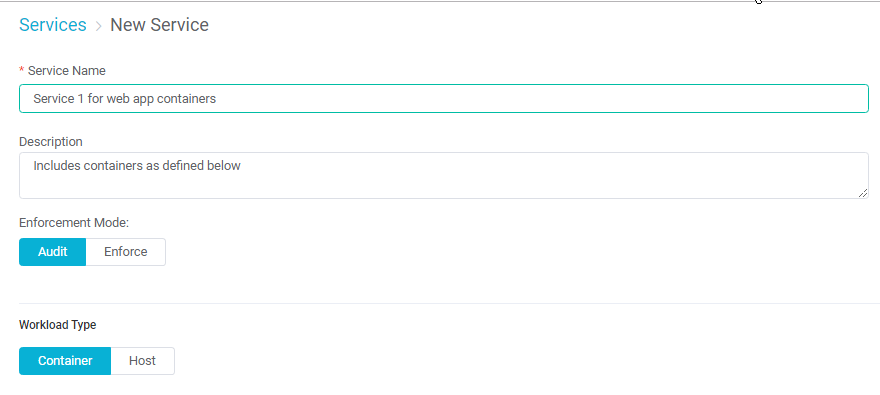 Services > New Service
* Service Name
Service 1 for web app containers
Description
Includes containers as defined below
Enforcement Mode:
Audit Enforce
Workload Type
Container Host